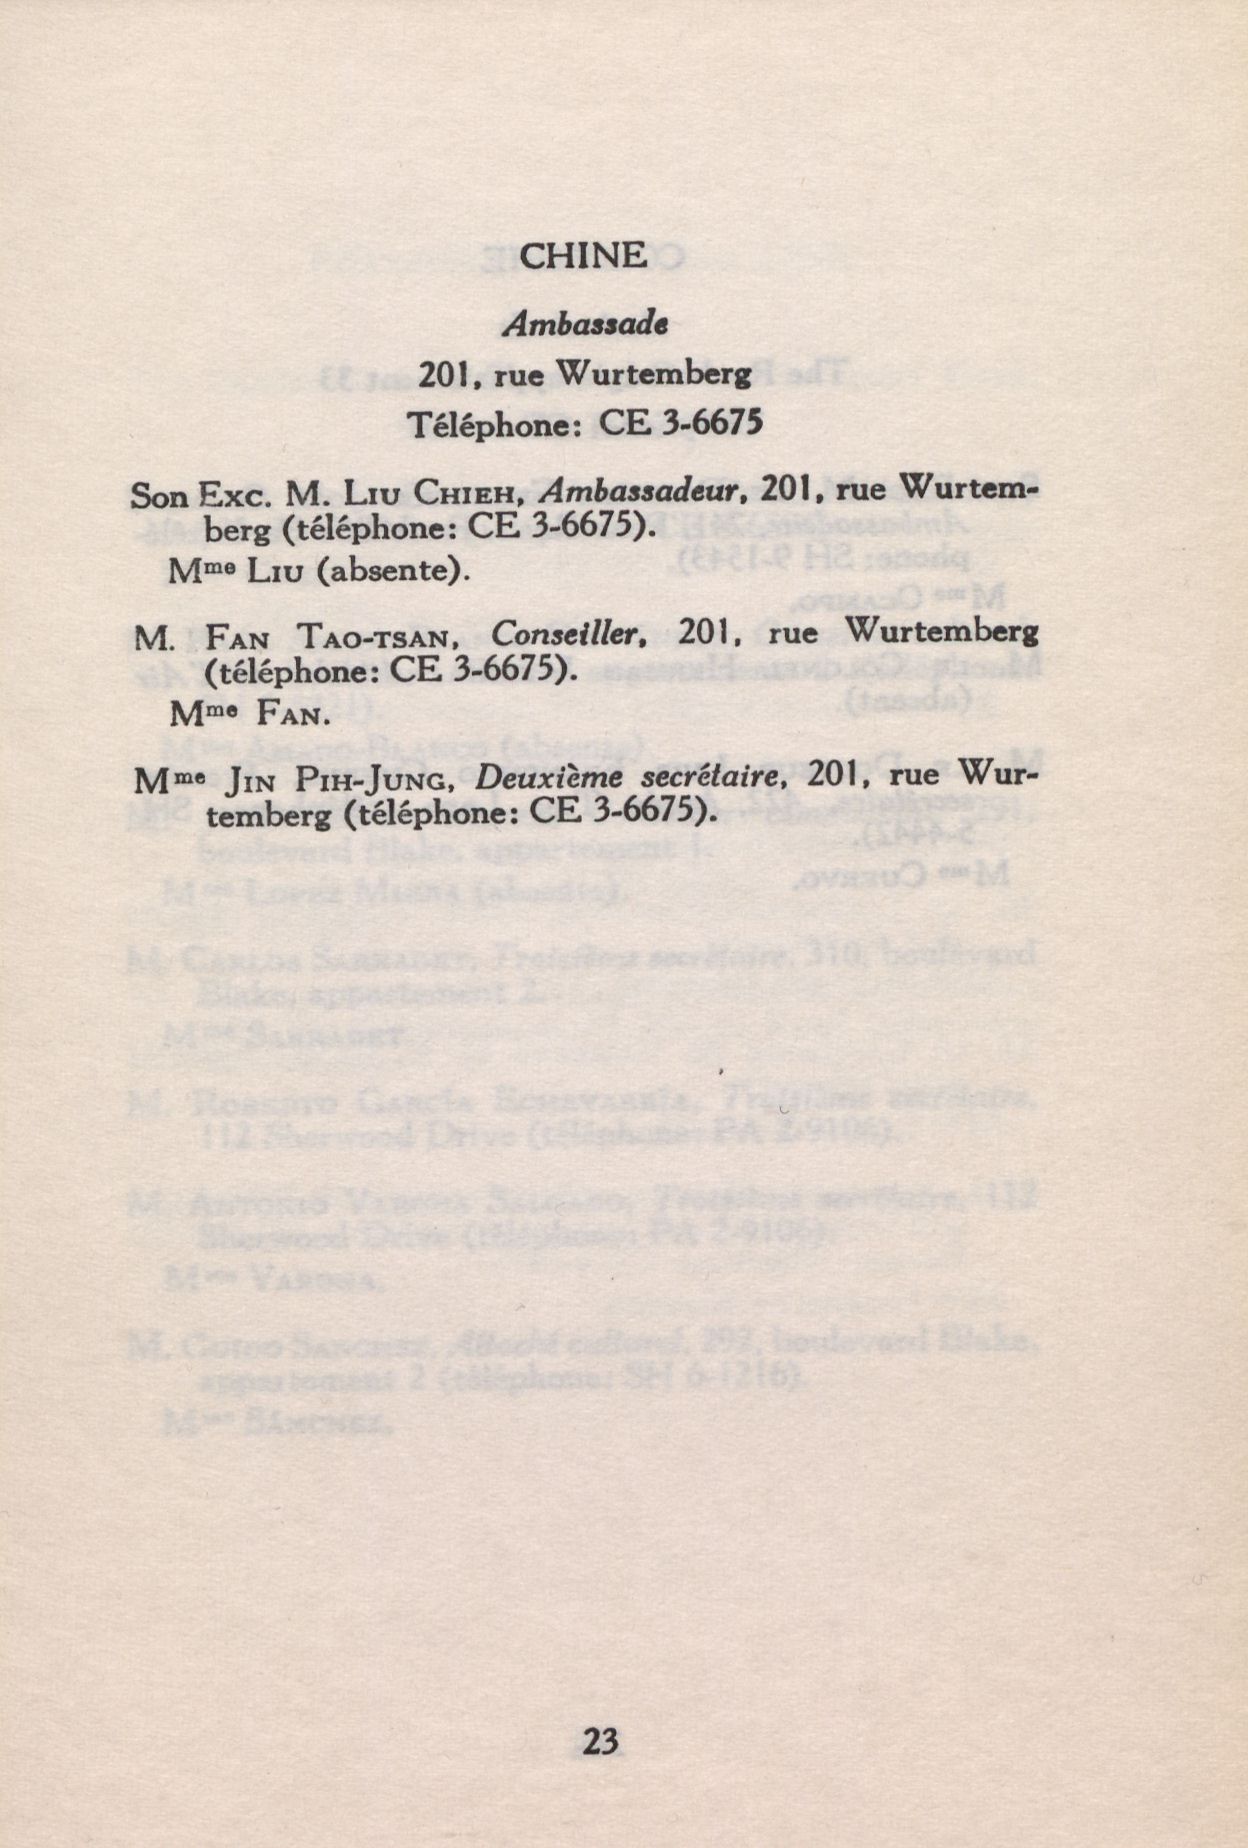 CHINE
Ambassade
201, rue Wurtemberg
Téléphone: CE 3-6675
Son Exc. M. Liu Chieh, Ambassadeur, 201, rue Wurtem-
berg (téléphone: CE 3-6675).
Mme Liu (absente).
M. Fan Tao-tsan, Conseiller, 201, rue Wurtemberg
(téléphone: CE 3-6675).
Mme Fan.
Mme Jin Pih-Jung, Deuxième secrétaire, 201, rue Wur-
temberg (téléphone: CE 3-6675).
23